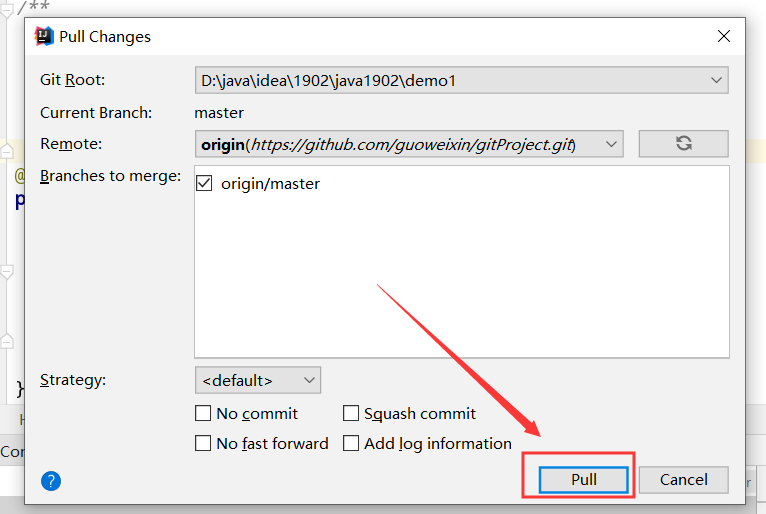 /**
Pull Changes
Git Root: D:\java\idea\1902\java1902\demo1
Current Branch: master
Remote: origin(https://github.com/guoweixin/gitProject.git)
Branches to merge: origin/master
@
p
}
Strategy: <default>
No commit Squash commit
No fast forward Add log information
Con
? Pull Cancel